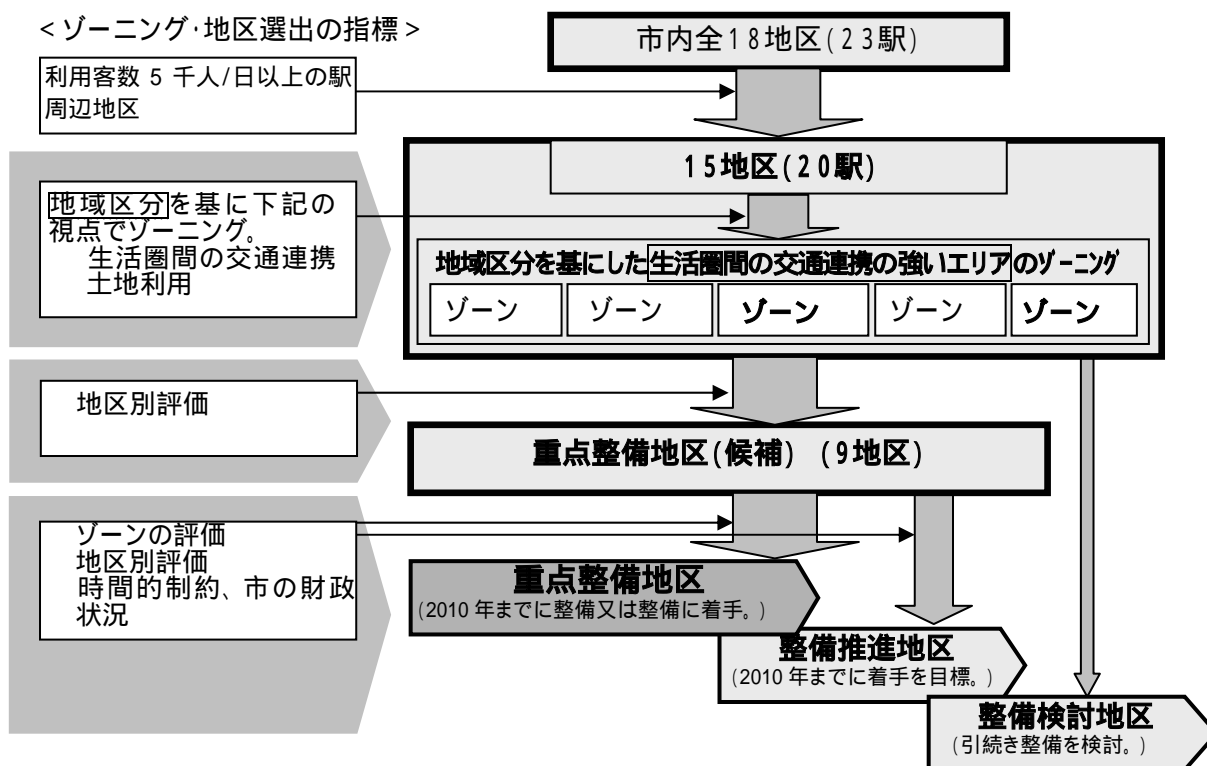 <ゾーニング・地区選出の指標>
市内全18地区(23駅)
利用客数 5 千人/日以上の駅
周辺地区
15地区(20駅)
地域区分を基に下記の
視点でゾーニング。
生活圏間の交通連携
土地利用
地域区分を基にした生活圏間の交通連携の強いエリアのゾーニング
ゾーン
ゾーン
ゾーン
ゾーン
ゾーン
地区別評価
重点整備地区(候補) (9地区)
ゾーンの評価
地区別評価
時間的制約、市の財政
状況
重点整備地区
(2010 年までに整備又は整備に着手。)
整備推進地区
(2010 年までに着手を目標。)
整備検討地区
(引続き整備を検討。)